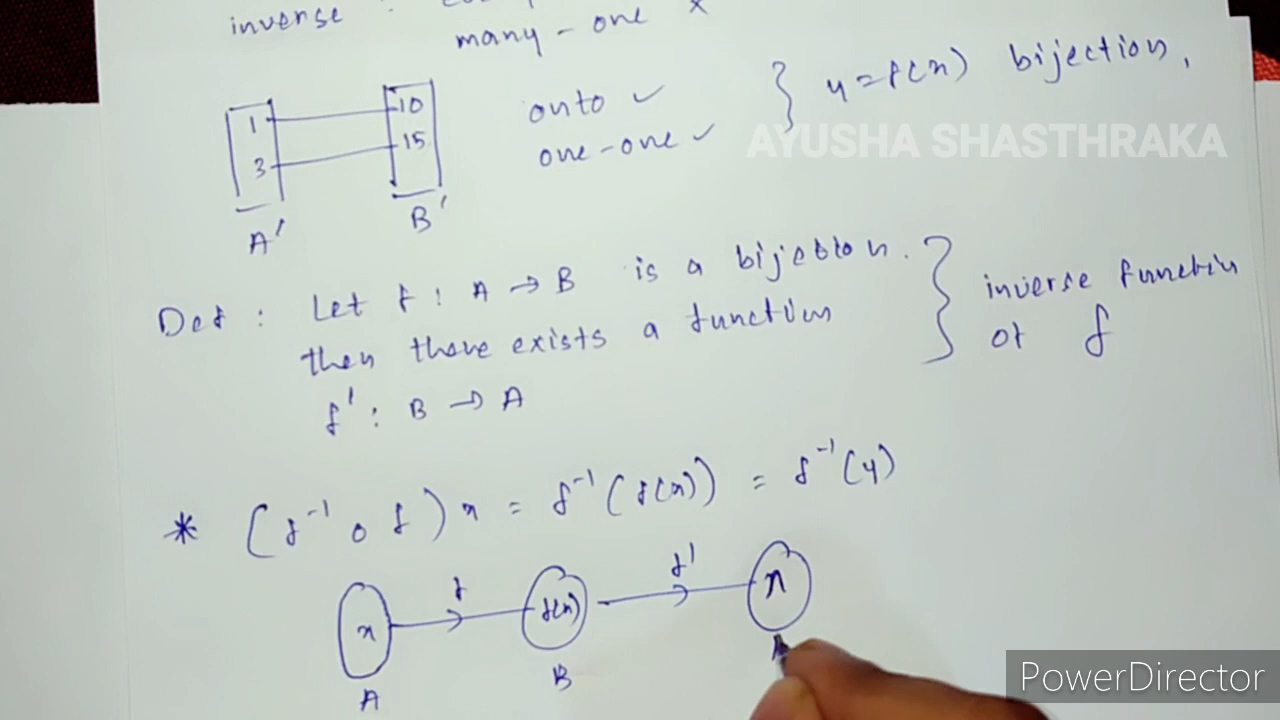 inverse :
many - one ×
1 10 onto ✓ } y = f(x) bijection,
3 15 one-one ✓
AYUSHA SHASTHRAKA
A' B'
Def : Let f : A → B is a bijection. } inverse function
then there exists a function of f
f' : B → A
* (f⁻¹ o f) x = f⁻¹(f(x)) = f⁻¹(y)
f f'
x f(x) x
A B
PowerDirector